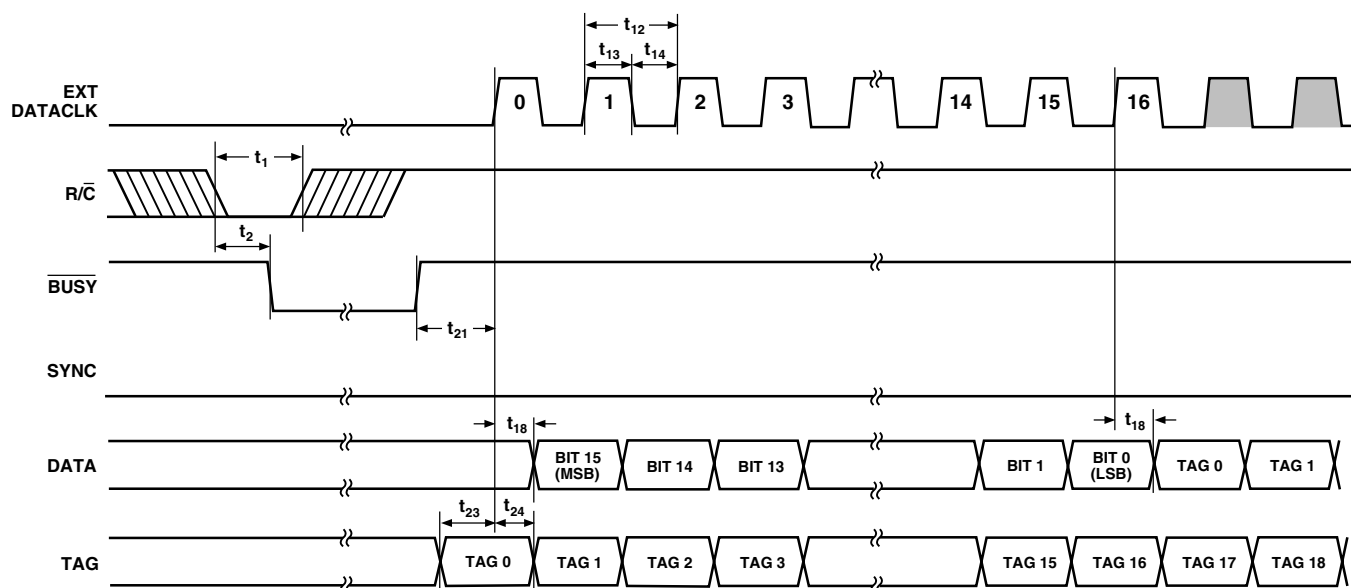 t12
t13 t14
EXT
DATACLK
0 1 2 3 14 15 16
t1
R/C̅
t2
B̅U̅S̅Y̅
t21
SYNC
t18 t18
DATA
BIT 15
(MSB)
BIT 14
BIT 13
BIT 1
BIT 0
(LSB)
TAG 0
TAG 1
t23 t24
TAG
TAG 0
TAG 1
TAG 2
TAG 3
TAG 15
TAG 16
TAG 17
TAG 18